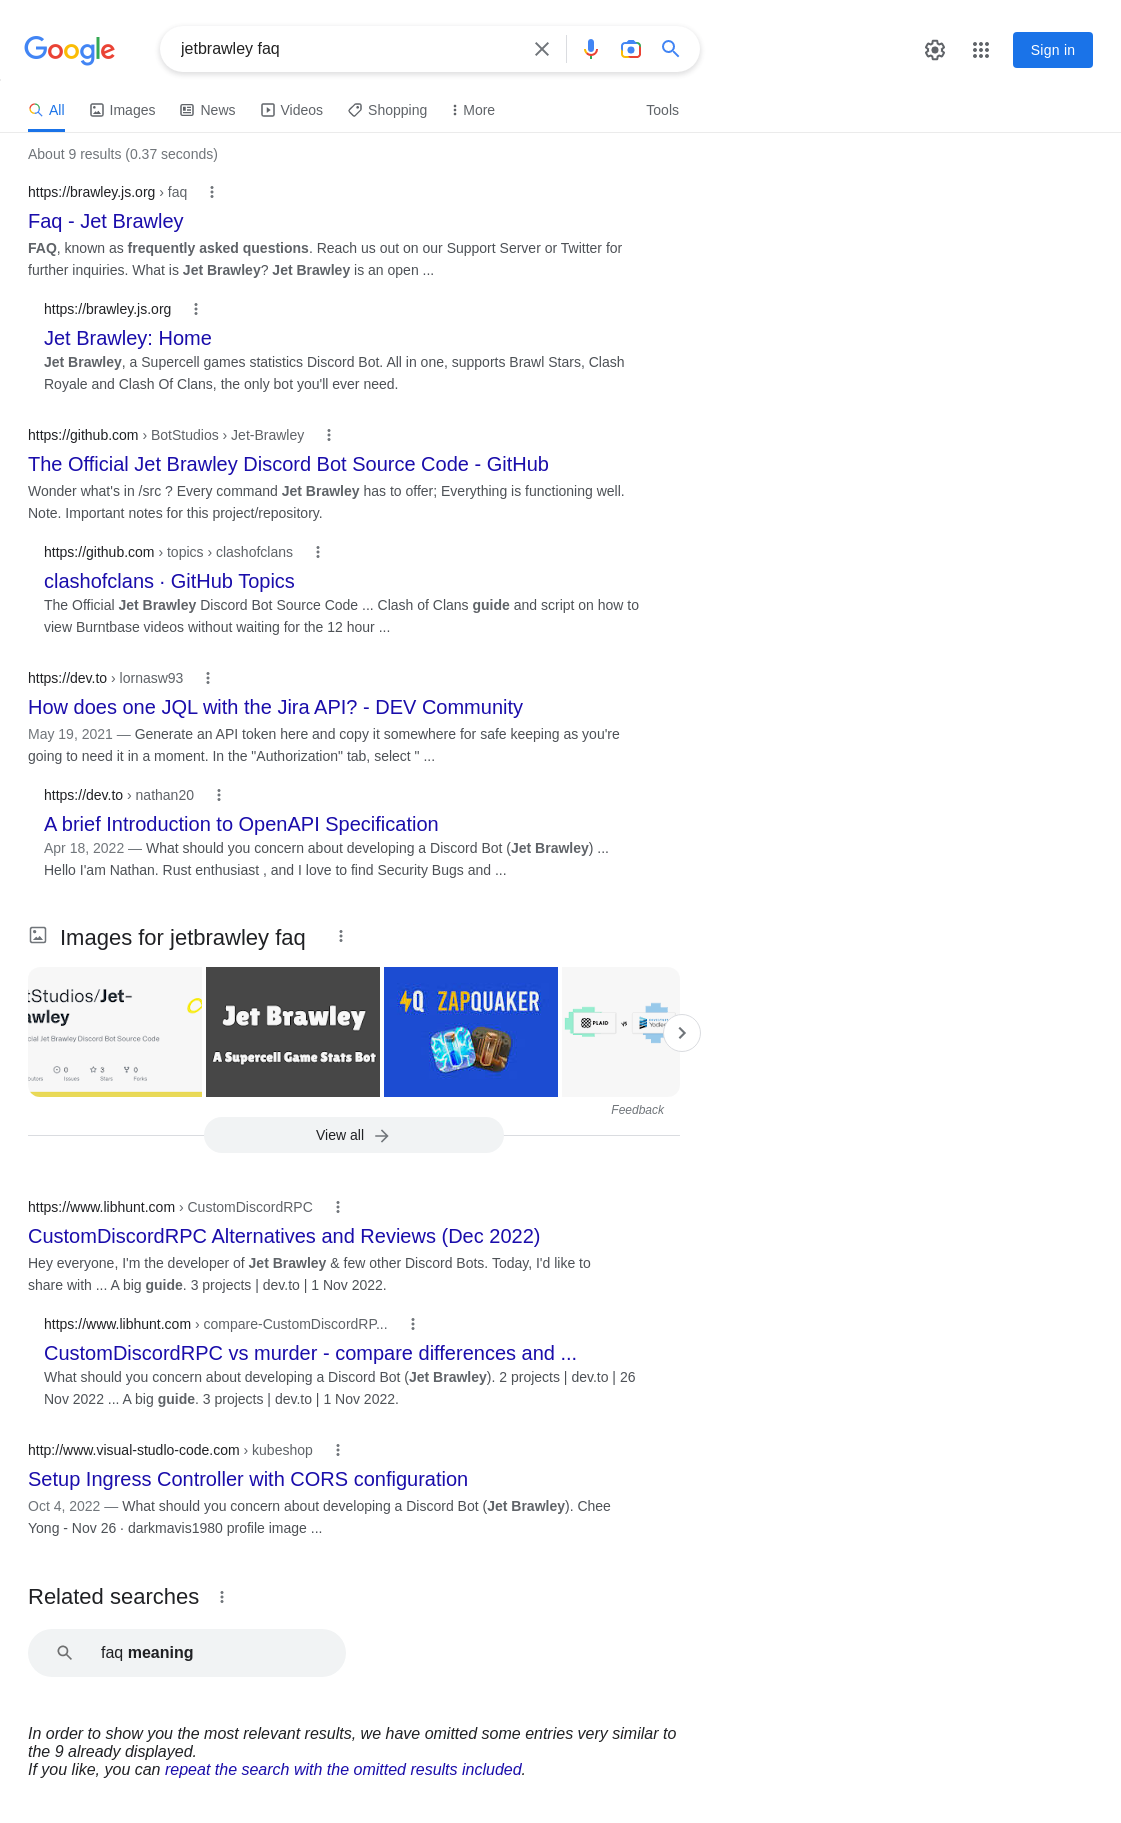 Google
jetbrawley faq
Sign in
All Images News Videos Shopping More Tools
About 9 results (0.37 seconds)
https://brawley.js.org › faq
Faq - Jet Brawley
FAQ, known as frequently asked questions. Reach us out on our Support Server or Twitter for
further inquiries. What is Jet Brawley? Jet Brawley is an open ...
https://brawley.js.org
Jet Brawley: Home
Jet Brawley, a Supercell games statistics Discord Bot. All in one, supports Brawl Stars, Clash
Royale and Clash Of Clans, the only bot you'll ever need.
https://github.com › BotStudios › Jet-Brawley
The Official Jet Brawley Discord Bot Source Code - GitHub
Wonder what's in /src ? Every command Jet Brawley has to offer; Everything is functioning well.
Note. Important notes for this project/repository.
https://github.com › topics › clashofclans
clashofclans · GitHub Topics
The Official Jet Brawley Discord Bot Source Code ... Clash of Clans guide and script on how to
view Burntbase videos without waiting for the 12 hour ...
https://dev.to › lornasw93
How does one JQL with the Jira API? - DEV Community
May 19, 2021 — Generate an API token here and copy it somewhere for safe keeping as you're
going to need it in a moment. In the "Authorization" tab, select " ...
https://dev.to › nathan20
A brief Introduction to OpenAPI Specification
Apr 18, 2022 — What should you concern about developing a Discord Bot (Jet Brawley) ...
Hello I'am Nathan. Rust enthusiast , and I love to find Security Bugs and ...
Images for jetbrawley faq
tStudios/Jet-
awley
cial Jet Brawley Discord Bot Source Code
0 3 0
Issues Stars Forks
Jet Brawley
A Supercell Game Stats Bot
Q ZAPQUAKER
PLAID vs Yodlee
Feedback
View all
https://www.libhunt.com › CustomDiscordRPC
CustomDiscordRPC Alternatives and Reviews (Dec 2022)
Hey everyone, I'm the developer of Jet Brawley & few other Discord Bots. Today, I'd like to
share with ... A big guide. 3 projects | dev.to | 1 Nov 2022.
https://www.libhunt.com › compare-CustomDiscordRP...
CustomDiscordRPC vs murder - compare differences and ...
What should you concern about developing a Discord Bot (Jet Brawley). 2 projects | dev.to | 26
Nov 2022 ... A big guide. 3 projects | dev.to | 1 Nov 2022.
http://www.visual-studlo-code.com › kubeshop
Setup Ingress Controller with CORS configuration
Oct 4, 2022 — What should you concern about developing a Discord Bot (Jet Brawley). Chee
Yong - Nov 26 · darkmavis1980 profile image ...
Related searches
faq meaning
In order to show you the most relevant results, we have omitted some entries very similar to
the 9 already displayed.
If you like, you can repeat the search with the omitted results included.